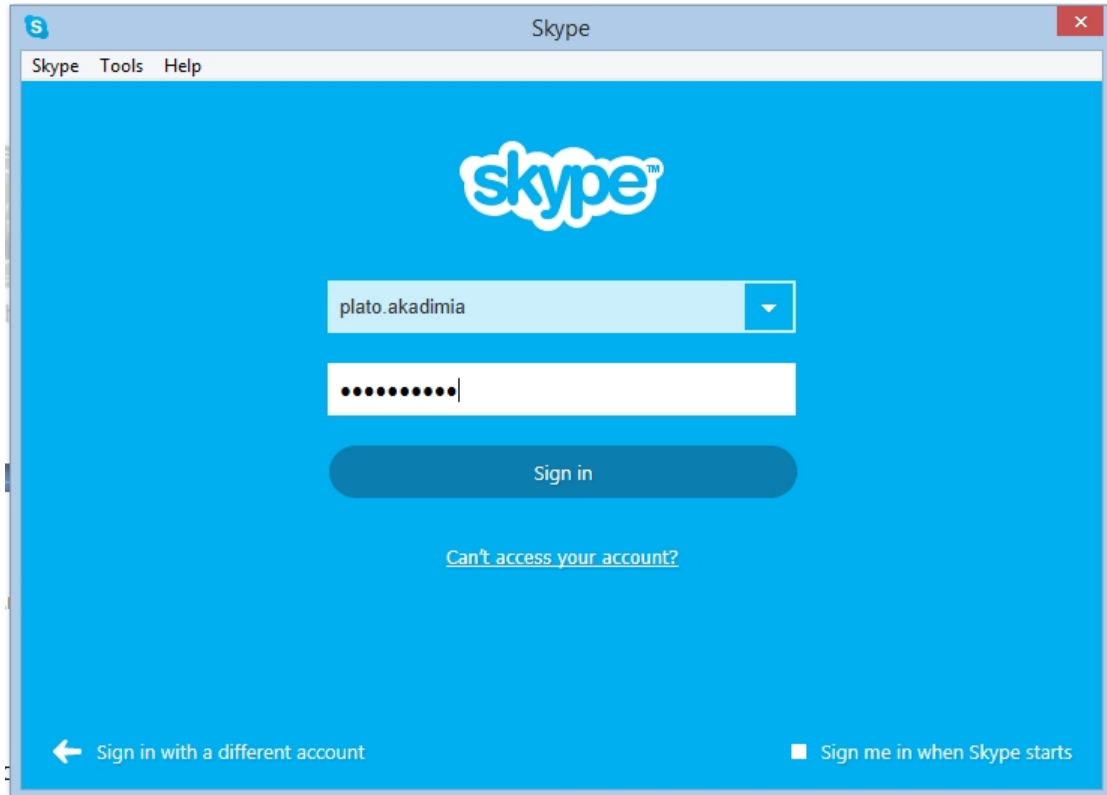 Skype
Skype Tools Help
skype™
plato.akadimia
••••••••••
Sign in
Can't access your account?
Sign in with a different account
Sign me in when Skype starts